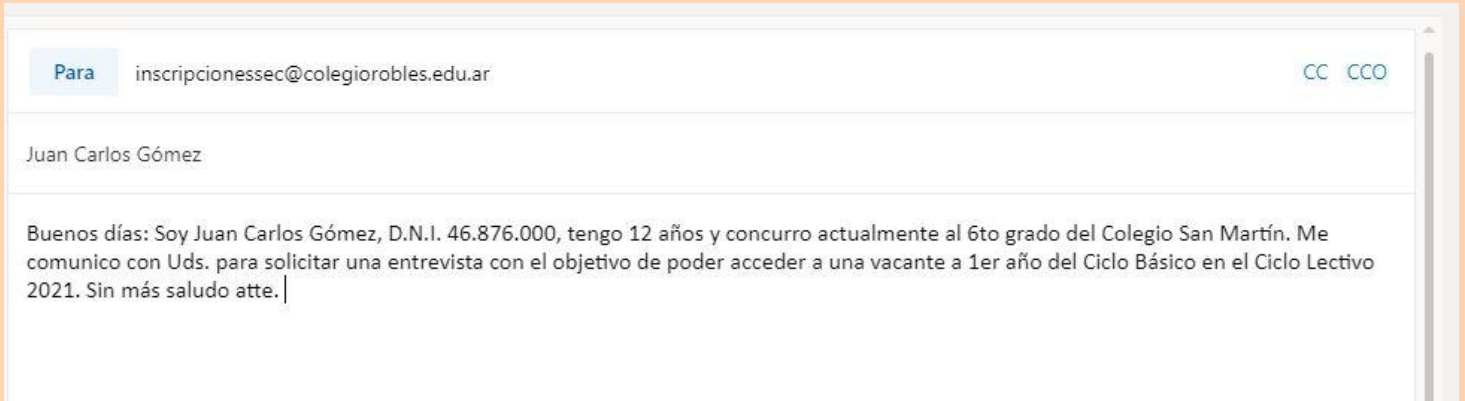 Para inscripcionessec@colegiorobles.edu.ar CC CCO
Juan Carlos Gómez
Buenos días: Soy Juan Carlos Gómez, D.N.I. 46.876.000, tengo 12 años y concurro actualmente al 6to grado del Colegio San Martín. Me
comunico con Uds. para solicitar una entrevista con el objetivo de poder acceder a una vacante a 1er año del Ciclo Básico en el Ciclo Lectivo
2021. Sin más saludo atte.